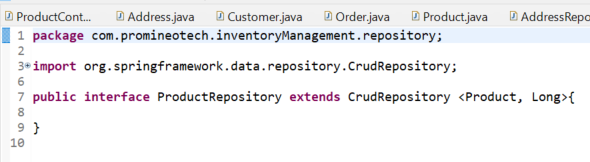 ProductCont...
Address.java
Customer.java
Order.java
Product.java
AddressRepo
1 package com.promineotech.inventoryManagement.repository;
2
3 import org.springframework.data.repository.CrudRepository;
6
7 public interface ProductRepository extends CrudRepository <Product, Long>{
8
9 }
10